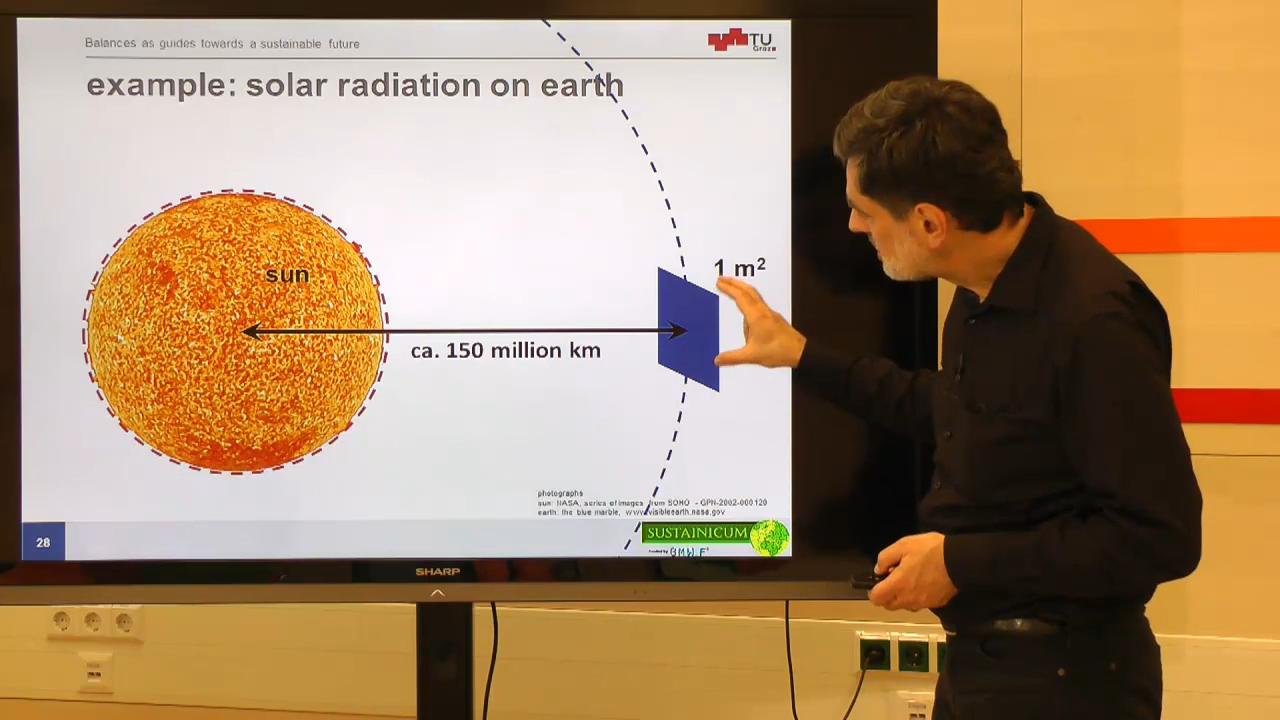 Balances as guides towards a sustainable future
TU
Graz
example: solar radiation on earth
sun
1 m²
ca. 150 million km
photographs
sun: NASA, series of images from SOHO - GPN-2002-000120
earth: the blue marble, www.visibleearth.nasa.gov
28
SUSTAINICUM
BMWF
SHARP